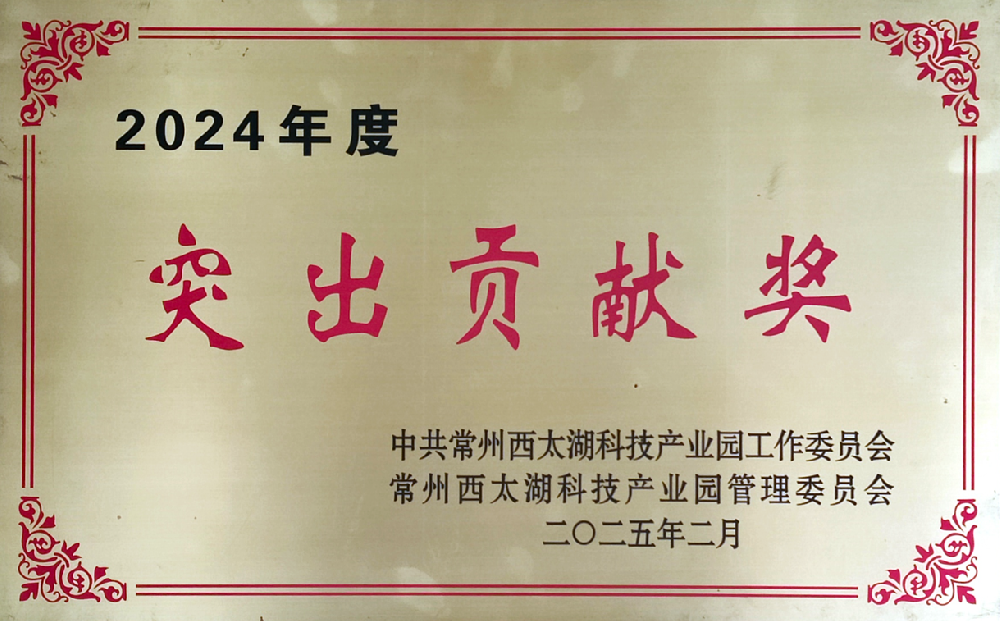 2024年度
突出贡献奖
中共常州西太湖科技产业园工作委员会
常州西太湖科技产业园管理委员会
二〇二五年二月